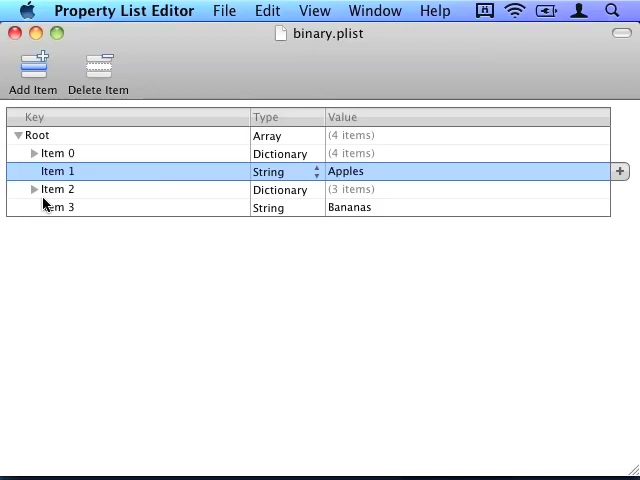 Property List Editor File Edit View Window Help
binary.plist
Add Item Delete Item
Key Type Value
Root Array (4 items)
Item 0 Dictionary (4 items)
Item 1 String Apples
Item 2 Dictionary (3 items)
Item 3 String Bananas